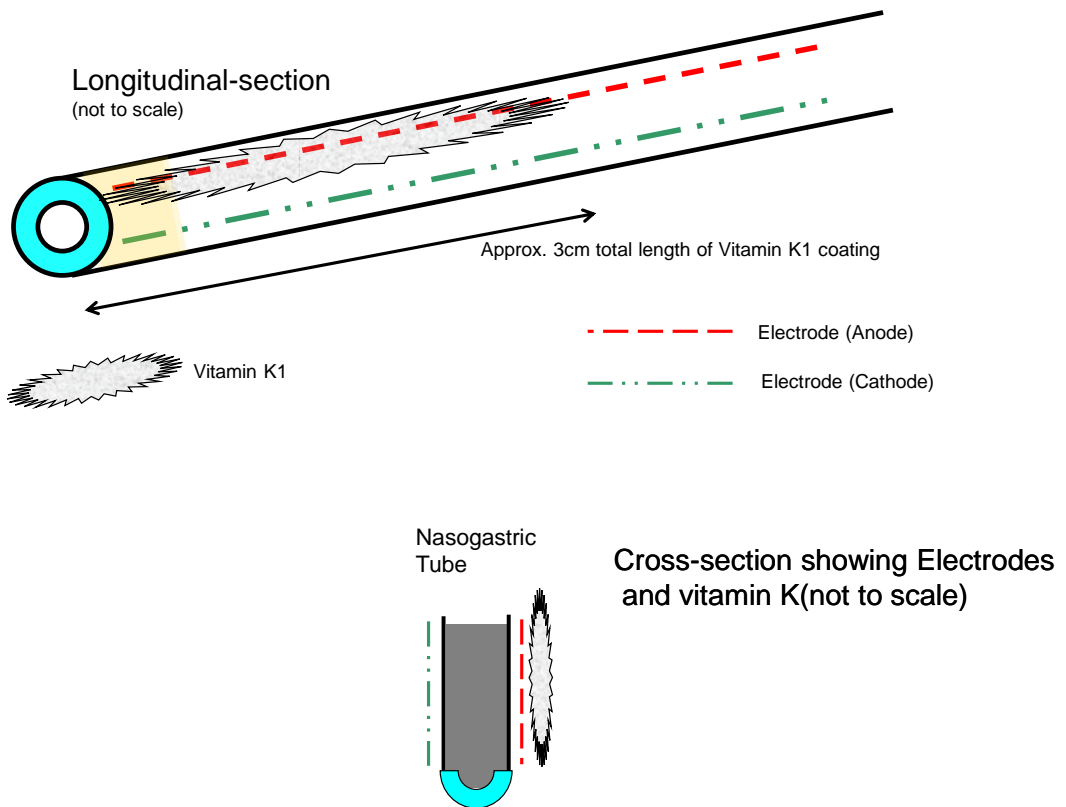 Longitudinal-section
(not to scale)
Approx. 3cm total length of Vitamin K1 coating
Electrode (Anode)
Vitamin K1
Electrode (Cathode)
Nasogastric
Tube
Cross-section showing Electrodes
and vitamin K(not to scale)